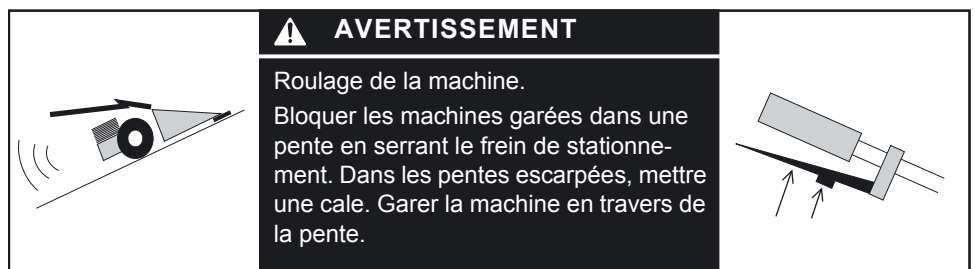 AVERTISSEMENT
Roulage de la machine.
Bloquer les machines garées dans une
pente en serrant le frein de stationne-
ment. Dans les pentes escarpées, mettre
une cale. Garer la machine en travers de
la pente.